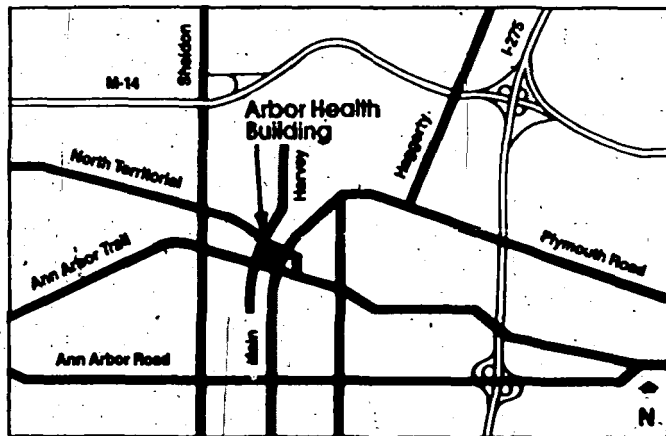 Sheldon
M-14
I-275
Arbor Health
Building
Haggerty
Harvey
North Territorial
Ann Arbor Trail
Plymouth Road
Main
Ann Arbor Road
N